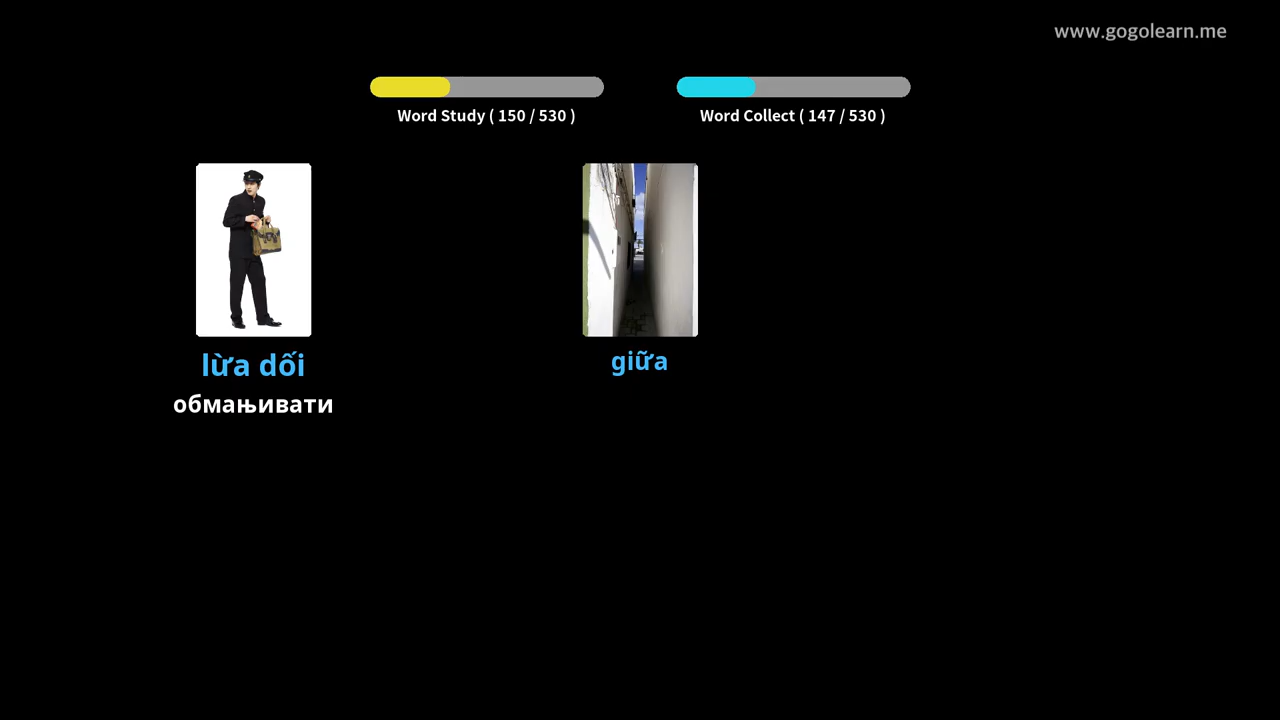 www.gogolearn.me
Word Study ( 150 / 530 )
Word Collect ( 147 / 530 )
lừa dối
giữa
обмањивати